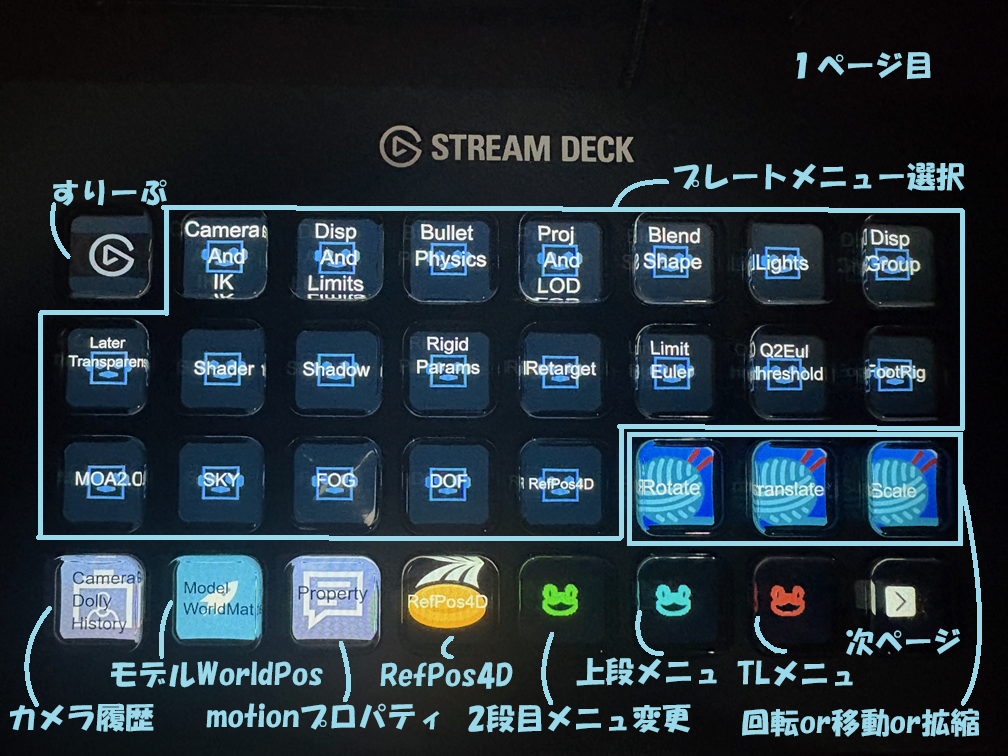 1ページ目
STREAM DECK
すりーぷ
プレートメニュー選択
Camera
And
IK
Disp
And
Limits
Bullet
Physics
Proj
And
LOD
Blend
Shape
Lights
Disp
Group
Later
Transparen
Shader
Shadow
Rigid
Params
Retarget
Limit
Euler
Q2Eul
hreshold
FootRig
MOA2.0
SKY
FOG
DOF
RefPos4D
Rotate
ranslate
Scale
Camera
Dolly
History
Model
WorldMat
Property
RefPos4D
次ページ
モデルWorldPos
RefPos4D
上段メニュ
TLメニュ
カメラ履歴
motionプロパティ
2段目メニュ変更
回転or移動or拡縮